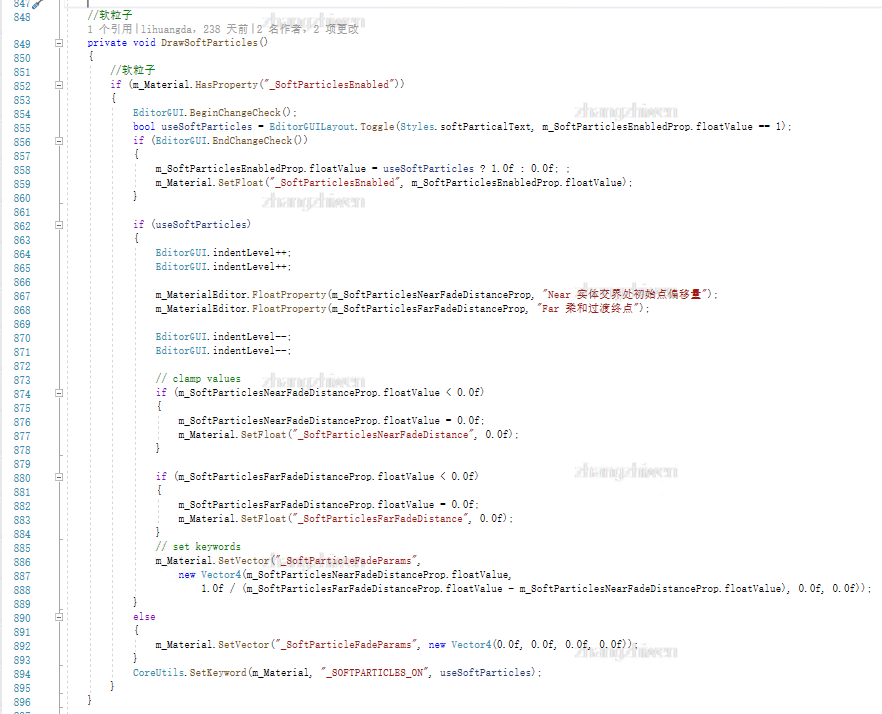 847
848 //软粒子
1 个引用|lihuangda，238 天前|2 名作者，2 项更改
849 private void DrawSoftParticles()
850 {
851 //软粒子
852 if (m_Material.HasProperty("_SoftParticlesEnabled"))
853 {
854 EditorGUI.BeginChangeCheck();
855 bool useSoftParticles = EditorGUILayout.Toggle(Styles.softParticalText, m_SoftParticlesEnabledProp.floatValue == 1);
856 if (EditorGUI.EndChangeCheck())
857 {
858 m_SoftParticlesEnabledProp.floatValue = useSoftParticles ? 1.0f : 0.0f; ;
859 m_Material.SetFloat("_SoftParticlesEnabled", m_SoftParticlesEnabledProp.floatValue);
860 }
861
862 if (useSoftParticles)
863 {
864 EditorGUI.indentLevel++;
865 EditorGUI.indentLevel++;
866
867 m_MaterialEditor.FloatProperty(m_SoftParticlesNearFadeDistanceProp, "Near 实体交界处初始点偏移量");
868 m_MaterialEditor.FloatProperty(m_SoftParticlesFarFadeDistanceProp, "Far 柔和过渡终点");
869
870 EditorGUI.indentLevel--;
871 EditorGUI.indentLevel--;
872
873 // clamp values
874 if (m_SoftParticlesNearFadeDistanceProp.floatValue < 0.0f)
875 {
876 m_SoftParticlesNearFadeDistanceProp.floatValue = 0.0f;
877 m_Material.SetFloat("_SoftParticlesNearFadeDistance", 0.0f);
878 }
879
880 if (m_SoftParticlesFarFadeDistanceProp.floatValue < 0.0f)
881 {
882 m_SoftParticlesFarFadeDistanceProp.floatValue = 0.0f;
883 m_Material.SetFloat("_SoftParticlesFarFadeDistance", 0.0f);
884 }
885 // set keywords
886 m_Material.SetVector("_SoftParticleFadeParams",
887 new Vector4(m_SoftParticlesNearFadeDistanceProp.floatValue,
888 1.0f / (m_SoftParticlesFarFadeDistanceProp.floatValue - m_SoftParticlesNearFadeDistanceProp.floatValue), 0.0f, 0.0f));
889 }
890 else
891 {
892 m_Material.SetVector("_SoftParticleFadeParams", new Vector4(0.0f, 0.0f, 0.0f, 0.0f));
893 }
894 CoreUtils.SetKeyword(m_Material, "_SOFTPARTICLES_ON", useSoftParticles);
895 }
896 }
zhangzhiwen
zhangzhiwen
zhangzhiwen
zhangzhiwen
zhangzhiwen
zhangzhiwen
zhangzhiwen
zhangzhiwen